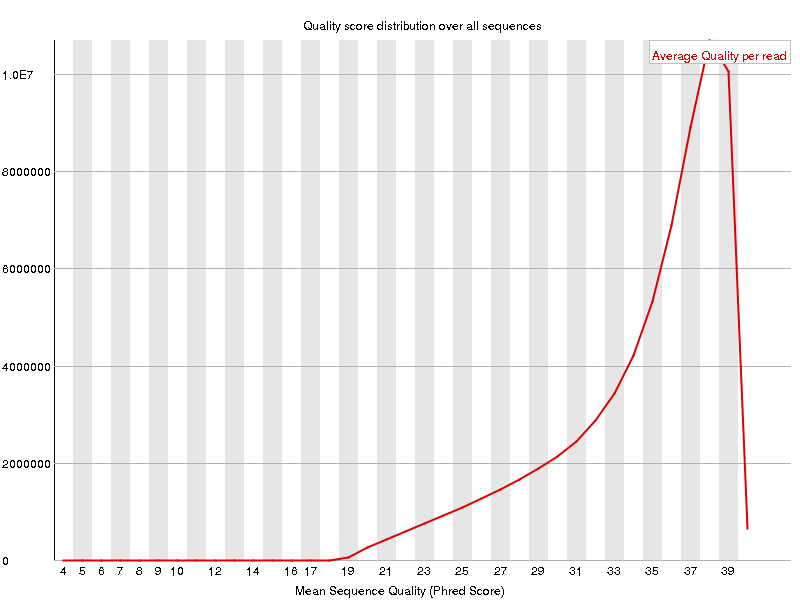 Quality score distribution over all sequences
Average Quality per read
1.0E7
8000000
6000000
4000000
2000000
0
4 5 6 7 8 9 10 12 14 16 17 19 21 23 25 27 29 31 33 35 37 39
Mean Sequence Quality (Phred Score)